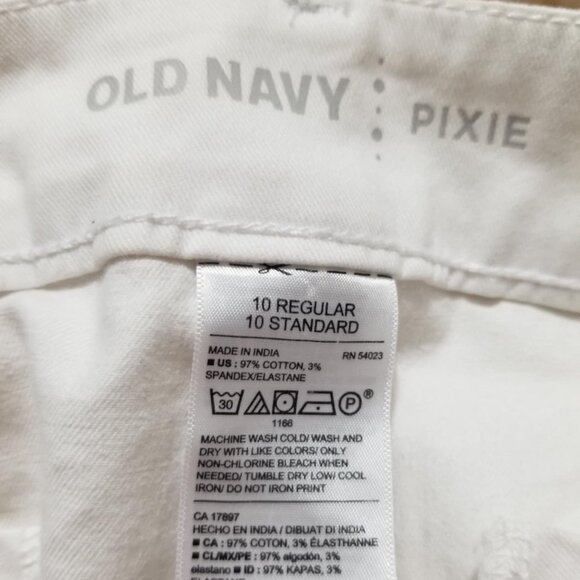 OLD NAVY PIXIE
10 REGULAR
10 STANDARD
MADE IN INDIA RN 54023
■ US : 97% COTTON, 3%
SPANDEX/ELASTANE
30 P
1166
MACHINE WASH COLD/ WASH AND
DRY WITH LIKE COLORS/ ONLY
NON-CHLORINE BLEACH WHEN
NEEDED/ TUMBLE DRY LOW/ COOL
IRON/ DO NOT IRON PRINT
CA 17897
HECHO EN INDIA / DIBUAT DI INDIA
■ CA : 97% COTON, 3% ÉLASTHANNE
■ CL/MX/PE : 97% algodón, 3%
elastano ■ ID : 97% KAPAS, 3%
ELASTANE